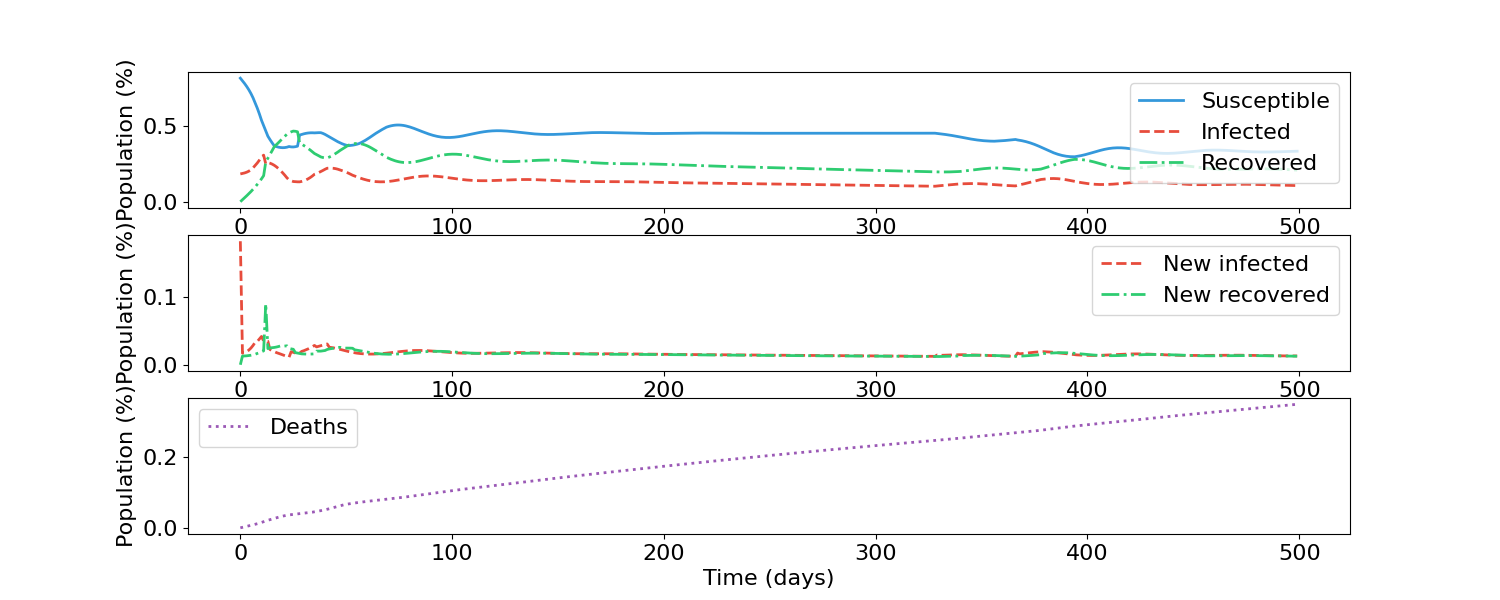 Population (%)
0.5
0.0
Susceptible
Infected
Recovered
0 100 200 300 400 500
Population (%)
0.1
0.0
New infected
New recovered
0 100 200 300 400 500
Population (%)
0.2
0.0
Deaths
0 100 200 300 400 500
Time (days)